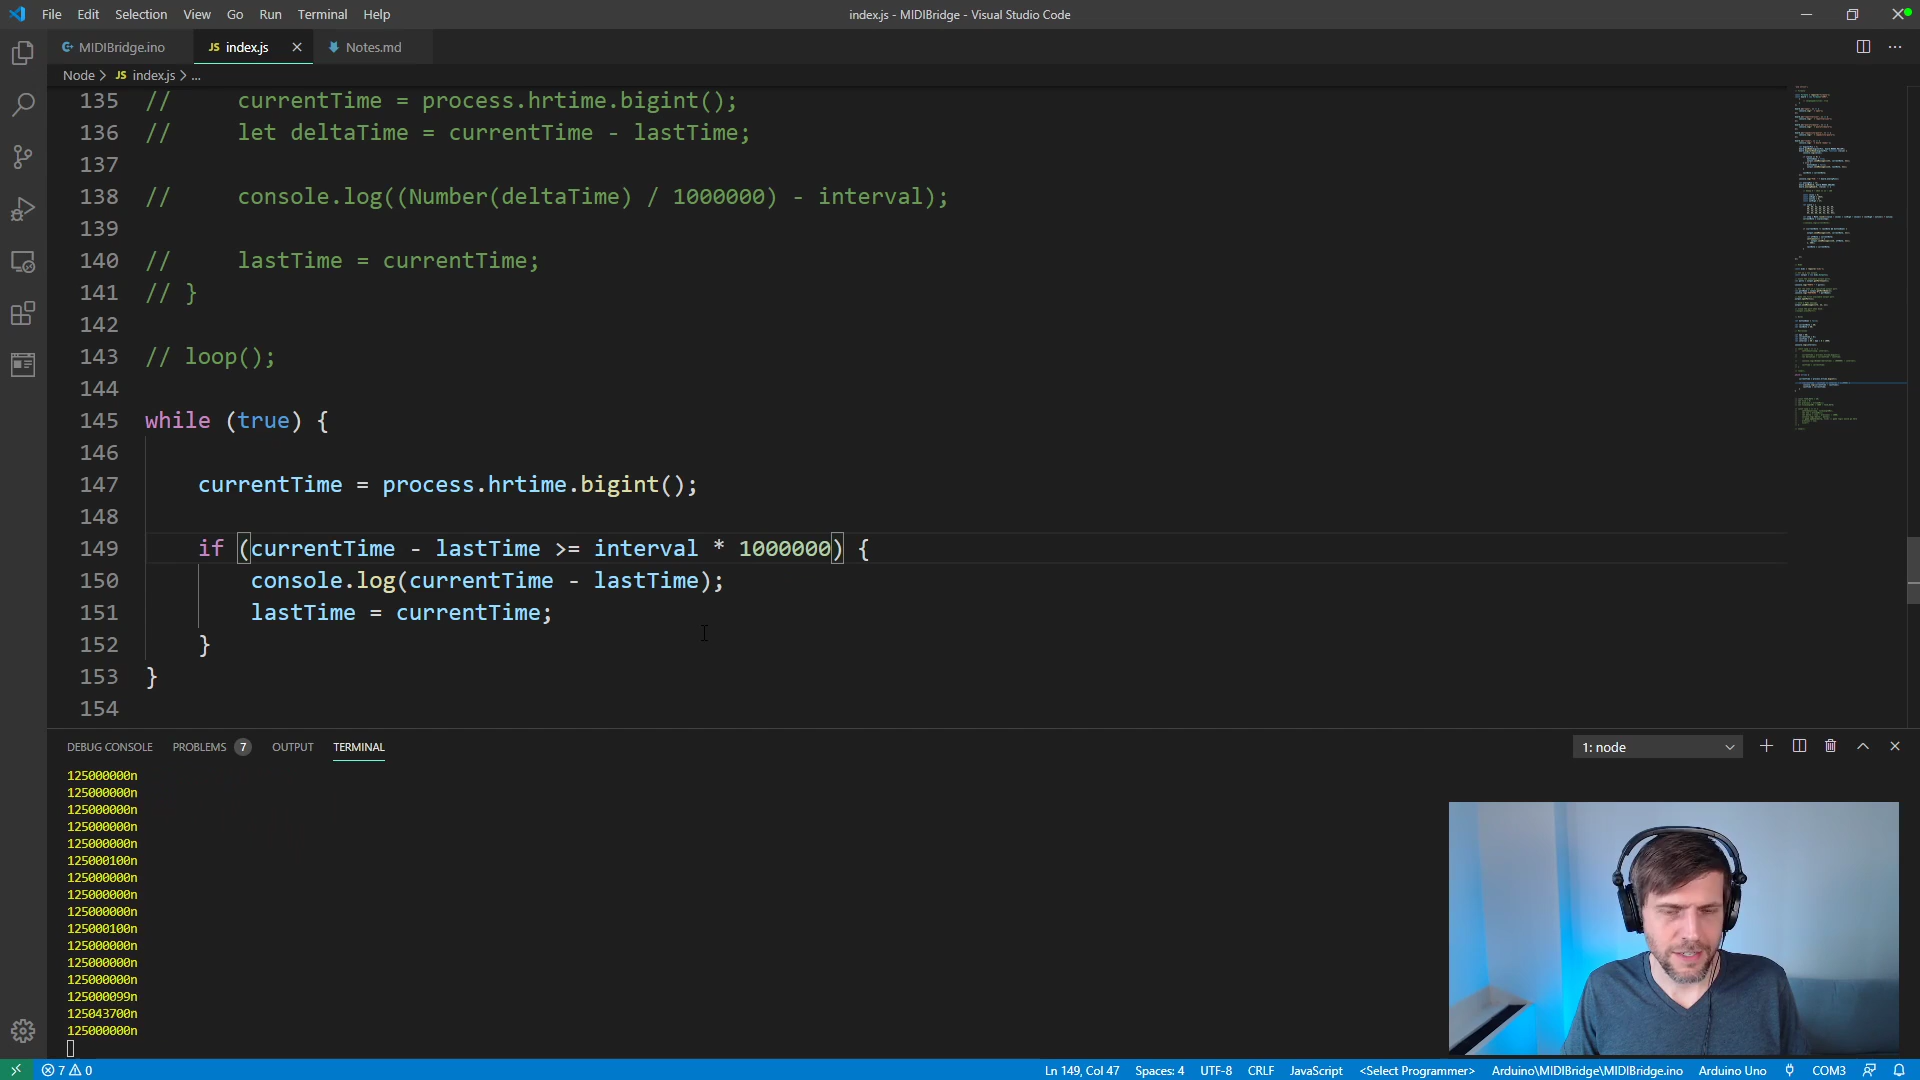 File Edit Selection View Go Run Terminal Help
index.js - MIDIBridge - Visual Studio Code
MIDIBridge.ino JS index.js Notes.md
Node > JS index.js > ...
135 // currentTime = process.hrtime.bigint();
136 // let deltaTime = currentTime - lastTime;
137
138 // console.log((Number(deltaTime) / 1000000) - interval);
139
140 // lastTime = currentTime;
141 // }
142
143 // loop();
144
145 while (true) {
146
147 currentTime = process.hrtime.bigint();
148
149 if (currentTime - lastTime >= interval * 1000000) {
150 console.log(currentTime - lastTime);
151 lastTime = currentTime;
152 }
153 }
154
DEBUG CONSOLE PROBLEMS 7 OUTPUT TERMINAL 1: node
125000000n
125000000n
125000000n
125000000n
125000000n
125000100n
125000000n
125000000n
125000000n
125000100n
125000000n
125000000n
125000000n
125000099n
125043700n
125000000n
7 0 Ln 149, Col 47 Spaces: 4 UTF-8 CRLF JavaScript <Select Programmer> Arduino\MIDIBridge\MIDIBridge.ino Arduino Uno COM3